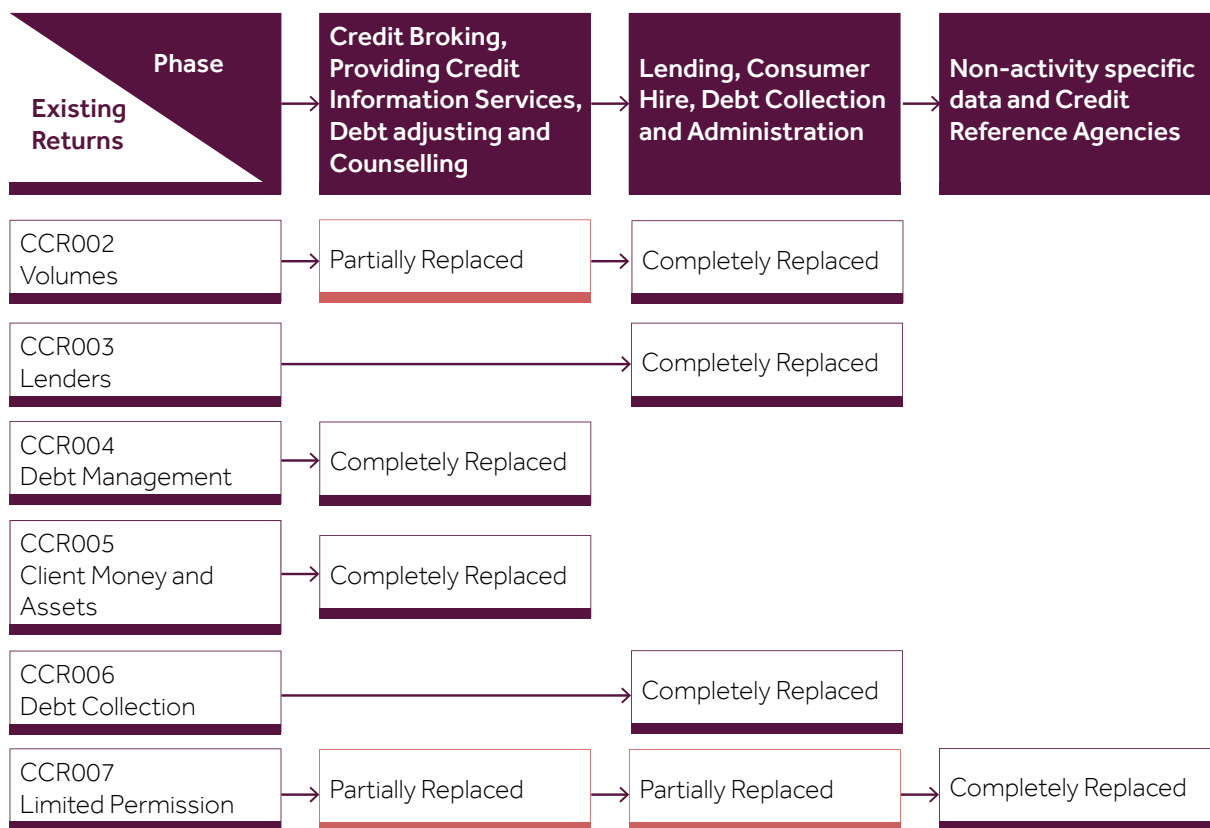 Phase
Existing
Returns
Credit Broking,
Providing Credit
Information Services,
Debt adjusting and
Counselling
Lending, Consumer
Hire, Debt Collection
and Administration
Non-activity specific
data and Credit
Reference Agencies
CCR002
Volumes
Partially Replaced
Completely Replaced
CCR003
Lenders
Completely Replaced
CCR004
Debt Management
Completely Replaced
CCR005
Client Money and
Assets
Completely Replaced
CCR006
Debt Collection
Completely Replaced
CCR007
Limited Permission
Partially Replaced
Partially Replaced
Completely Replaced